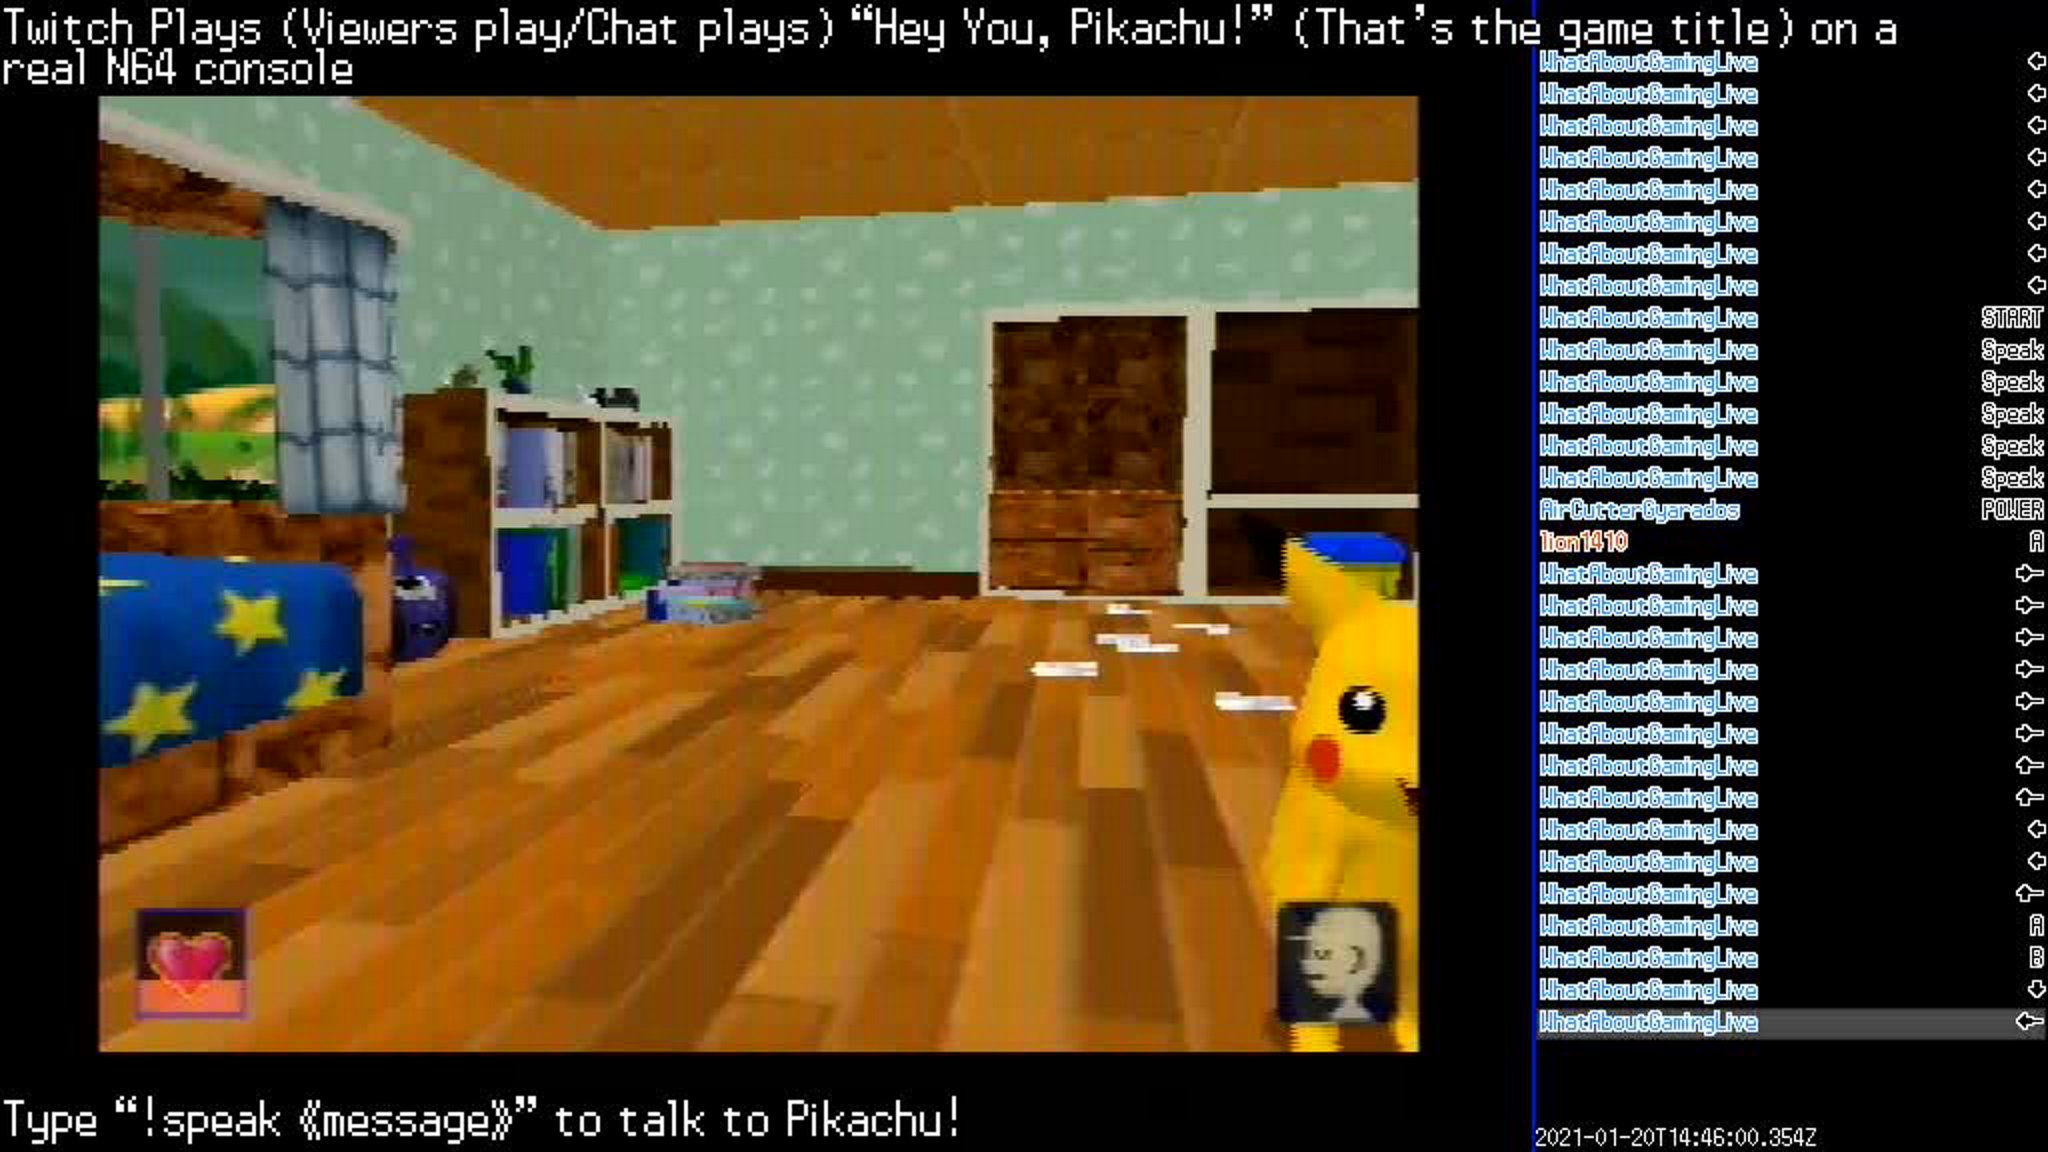 Twitch Plays (Viewers play/Chat plays) “Hey You, Pikachu!” (That's the game title) on a
real N64 console
WhatAboutGamingLive ←
WhatAboutGamingLive ←
WhatAboutGamingLive ←
WhatAboutGamingLive ←
WhatAboutGamingLive ←
WhatAboutGamingLive ←
WhatAboutGamingLive ←
WhatAboutGamingLive ←
WhatAboutGamingLive START
WhatAboutGamingLive Speak
WhatAboutGamingLive Speak
WhatAboutGamingLive Speak
WhatAboutGamingLive Speak
WhatAboutGamingLive Speak
AirCutterGyarados POWER
lion1410 A
WhatAboutGamingLive →
WhatAboutGamingLive →
WhatAboutGamingLive →
WhatAboutGamingLive →
WhatAboutGamingLive →
WhatAboutGamingLive →
WhatAboutGamingLive ↑
WhatAboutGamingLive ↑
WhatAboutGamingLive ←
WhatAboutGamingLive ←
WhatAboutGamingLive ↑
WhatAboutGamingLive A
WhatAboutGamingLive B
WhatAboutGamingLive ↓
WhatAboutGamingLive ←
Type “!speak 《message》” to talk to Pikachu!
2021-01-20T14:46:00.354Z